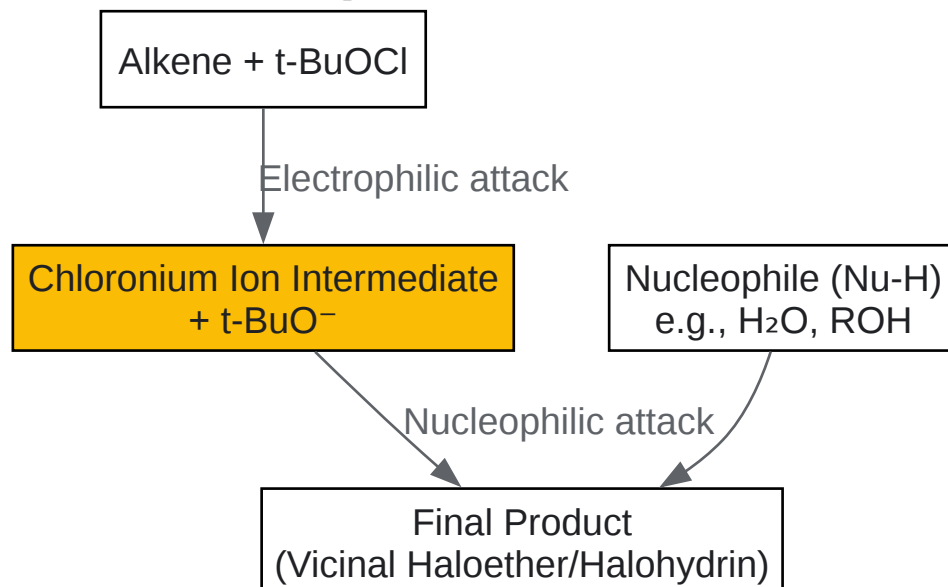 Alkene + t-BuOCl
Electrophilic attack
Chloronium Ion Intermediate
+ t-BuO⁻
Nucleophile (Nu-H)
e.g., H₂O, ROH
Nucleophilic attack
Final Product
(Vicinal Haloether/Halohydrin)